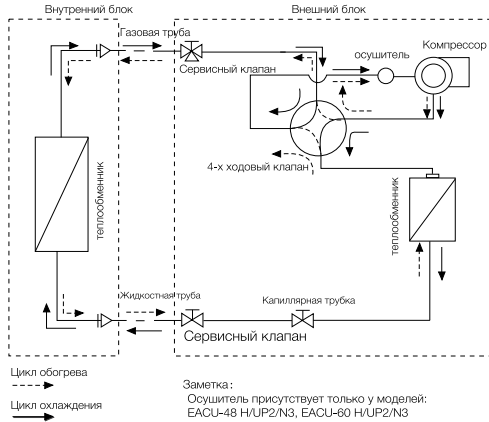 Внутренний блок
Внешний блок
Газовая труба
Компрессор
осушитель
Сервисный клапан
4-х ходовый клапан
теплообменник
теплообменник
Жидкостная труба
Капиллярная трубка
Сервисный клапан
Цикл обогрева
Цикл охлаждения
Заметка:
Осушитель присутствует только у моделей:
EACU-48 H/UP2/N3, EACU-60 H/UP2/N3